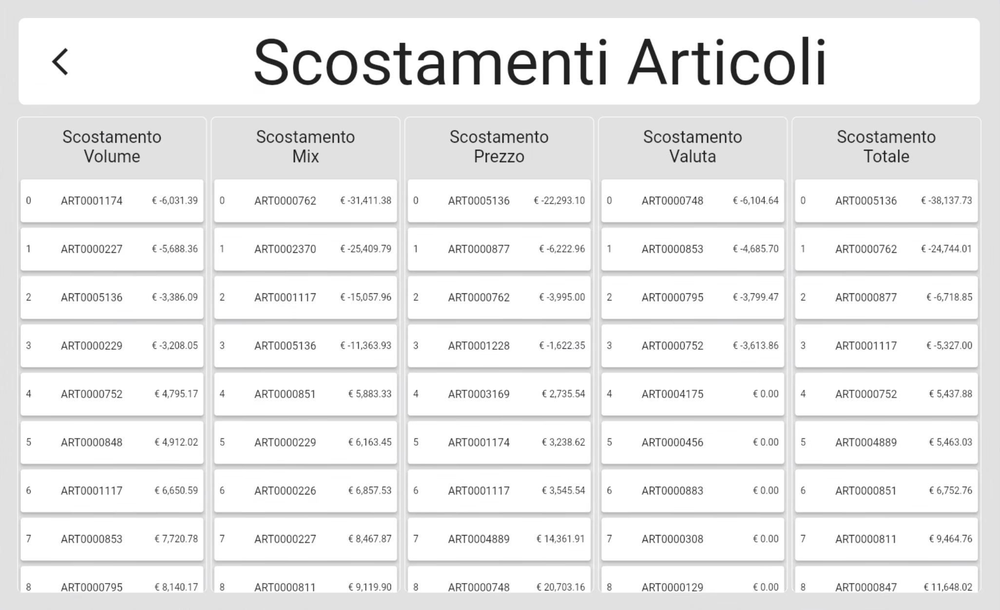 Scostamenti Articoli
Scostamento
Volume
0 ART0001174 € -6,031.39
1 ART0000227 € -5,688.36
2 ART0005136 € -3,386.09
3 ART0000229 € -3,208.05
4 ART0000752 € 4,795.17
5 ART0000848 € 4,912.02
6 ART0001117 € 6,650.59
7 ART0000853 € 7,720.78
8 ART0000795 € 8,140.17
Scostamento
Mix
0 ART0000762 € -31,411.38
1 ART0002370 € -25,409.79
2 ART0001117 € -15,057.96
3 ART0005136 € -11,363.93
4 ART0000851 € 5,883.33
5 ART0000229 € 6,163.45
6 ART0000226 € 6,857.53
7 ART0000227 € 8,467.87
8 ART0000811 € 9,119.90
Scostamento
Prezzo
0 ART0005136 € -22,293.10
1 ART0000877 € -6,222.96
2 ART0000762 € -3,995.00
3 ART0001228 € -1,622.35
4 ART0003169 € 2,735.54
5 ART0001174 € 3,238.62
6 ART0001117 € 3,545.54
7 ART0004889 € 14,361.91
8 ART0000748 € 20,703.16
Scostamento
Valuta
0 ART0000748 € -6,104.64
1 ART0000853 € -4,685.70
2 ART0000795 € -3,799.47
3 ART0000752 € -3,613.86
4 ART0004175 € 0.00
5 ART0000456 € 0.00
6 ART0000883 € 0.00
7 ART0000308 € 0.00
8 ART0000129 € 0.00
Scostamento
Totale
0 ART0005136 € -38,137.73
1 ART0000762 € -24,744.01
2 ART0000877 € -6,718.85
3 ART0001117 € -5,327.00
4 ART0000752 € 5,437.88
5 ART0004889 € 5,463.03
6 ART0000851 € 6,752.76
7 ART0000811 € 9,464.76
8 ART0000847 € 11,648.02